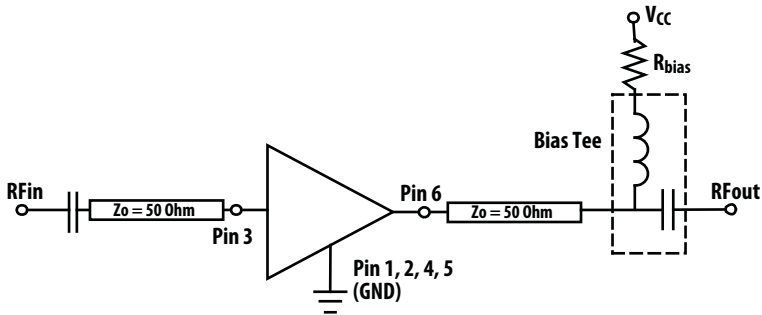 VCC
Rbias
Bias Tee
RFin
Zo = 50 Ohm
Pin 3
Pin 6
Zo = 50 Ohm
RFout
Pin 1, 2, 4, 5
(GND)